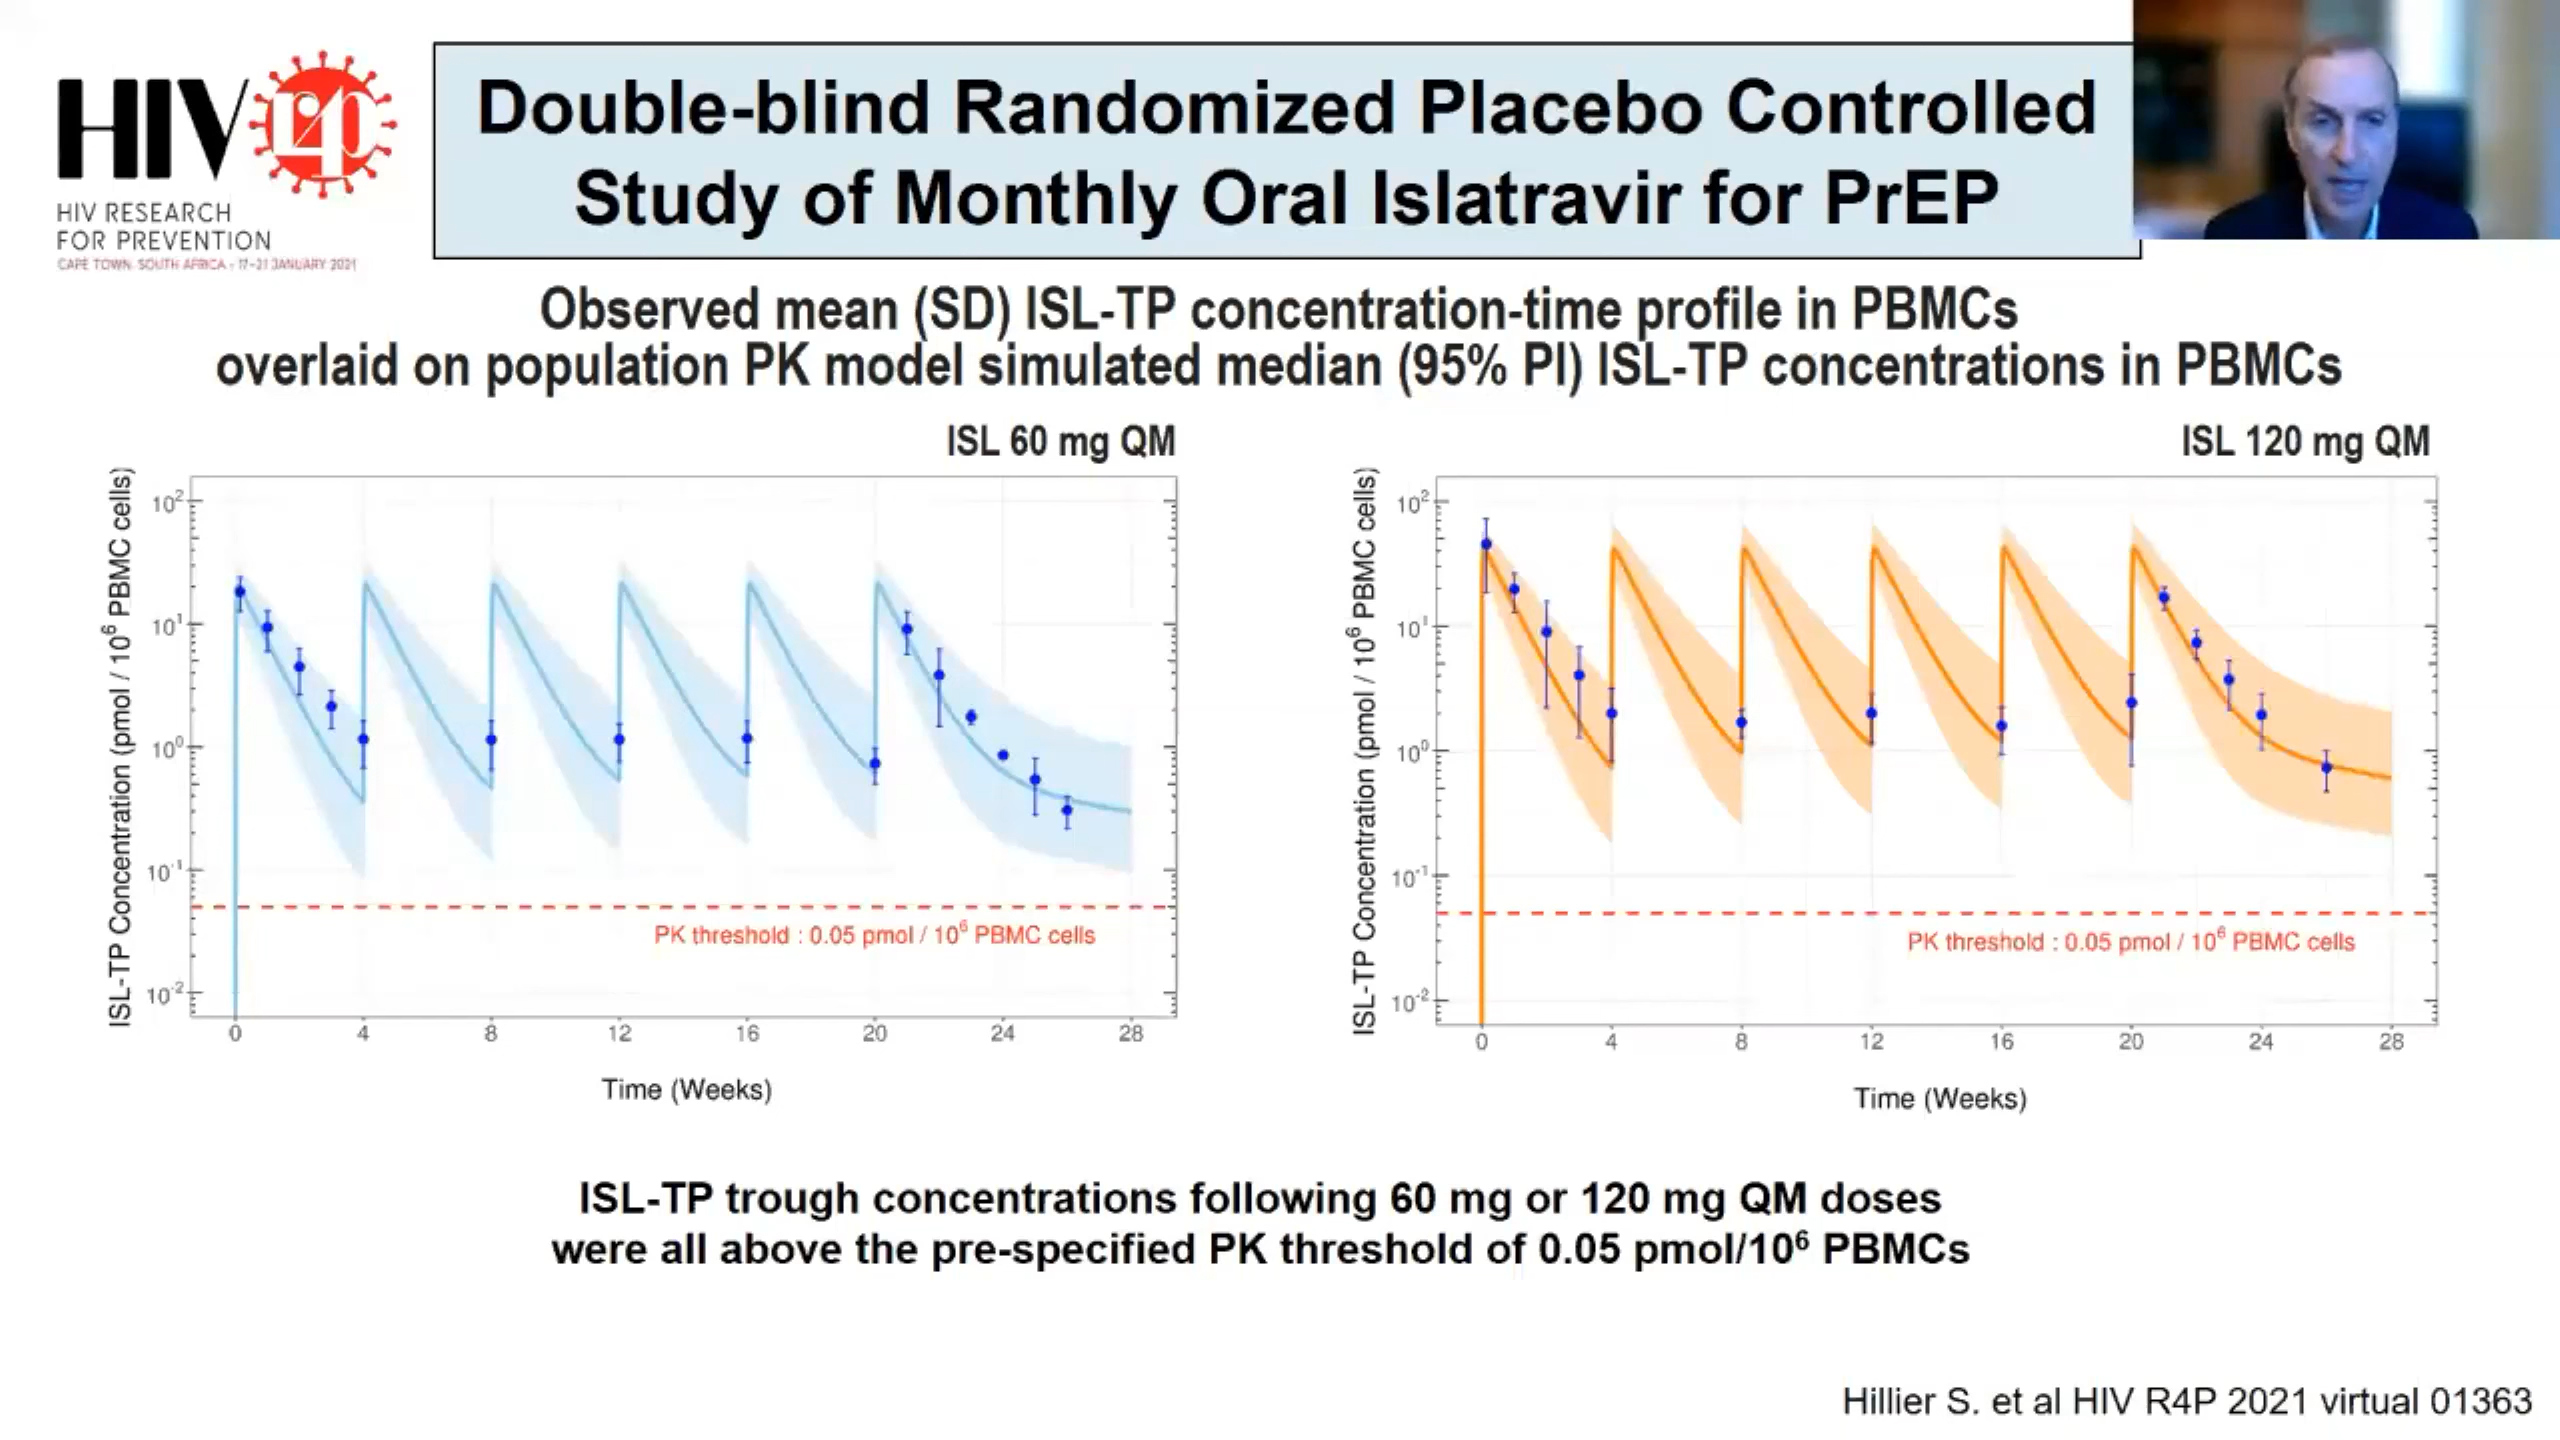 HIV r4p
HIV RESEARCH
FOR PREVENTION
CAPE TOWN, SOUTH AFRICA - 17-21 JANUARY 2021
Double-blind Randomized Placebo Controlled
Study of Monthly Oral Islatravir for PrEP
Observed mean (SD) ISL-TP concentration-time profile in PBMCs
overlaid on population PK model simulated median (95% PI) ISL-TP concentrations in PBMCs
ISL 60 mg QM
ISL-TP Concentration (pmol / 10⁶ PBMC cells)
10²
10¹
10⁰
10⁻¹
10⁻²
PK threshold : 0.05 pmol / 10⁶ PBMC cells
0 4 8 12 16 20 24 28
Time (Weeks)
ISL 120 mg QM
ISL-TP Concentration (pmol / 10⁶ PBMC cells)
10²
10¹
10⁰
10⁻¹
10⁻²
PK threshold : 0.05 pmol / 10⁶ PBMC cells
0 4 8 12 16 20 24 28
Time (Weeks)
ISL-TP trough concentrations following 60 mg or 120 mg QM doses
were all above the pre-specified PK threshold of 0.05 pmol/10⁶ PBMCs
Hillier S. et al HIV R4P 2021 virtual 01363